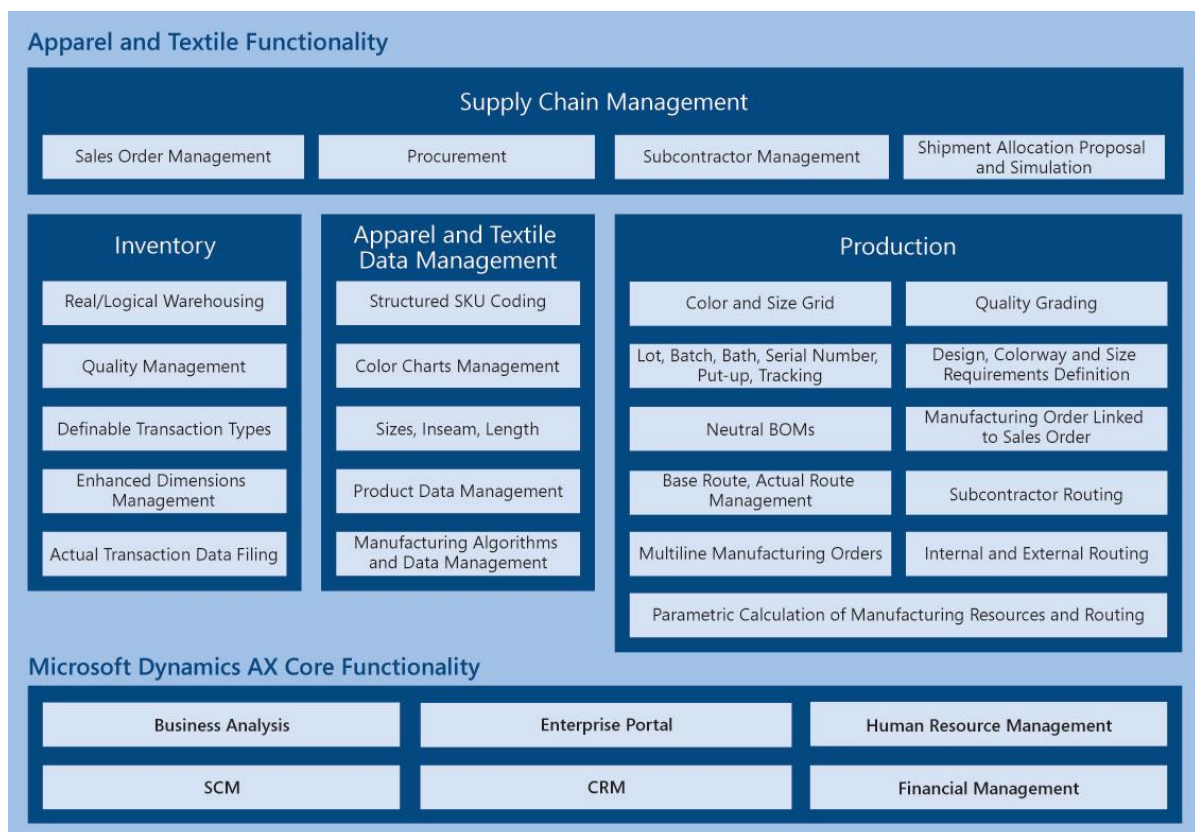 Apparel and Textile Functionality
Supply Chain Management
Sales Order Management
Procurement
Subcontractor Management
Shipment Allocation Proposal
and Simulation
Inventory
Real/Logical Warehousing
Quality Management
Definable Transaction Types
Enhanced Dimensions
Management
Actual Transaction Data Filing
Apparel and Textile
Data Management
Structured SKU Coding
Color Charts Management
Sizes, Inseam, Length
Product Data Management
Manufacturing Algorithms
and Data Management
Production
Color and Size Grid
Quality Grading
Lot, Batch, Bath, Serial Number,
Put-up, Tracking
Design, Colorway and Size
Requirements Definition
Neutral BOMs
Manufacturing Order Linked
to Sales Order
Base Route, Actual Route
Management
Subcontractor Routing
Multiline Manufacturing Orders
Internal and External Routing
Parametric Calculation of Manufacturing Resources and Routing
Microsoft Dynamics AX Core Functionality
Business Analysis
Enterprise Portal
Human Resource Management
SCM
CRM
Financial Management